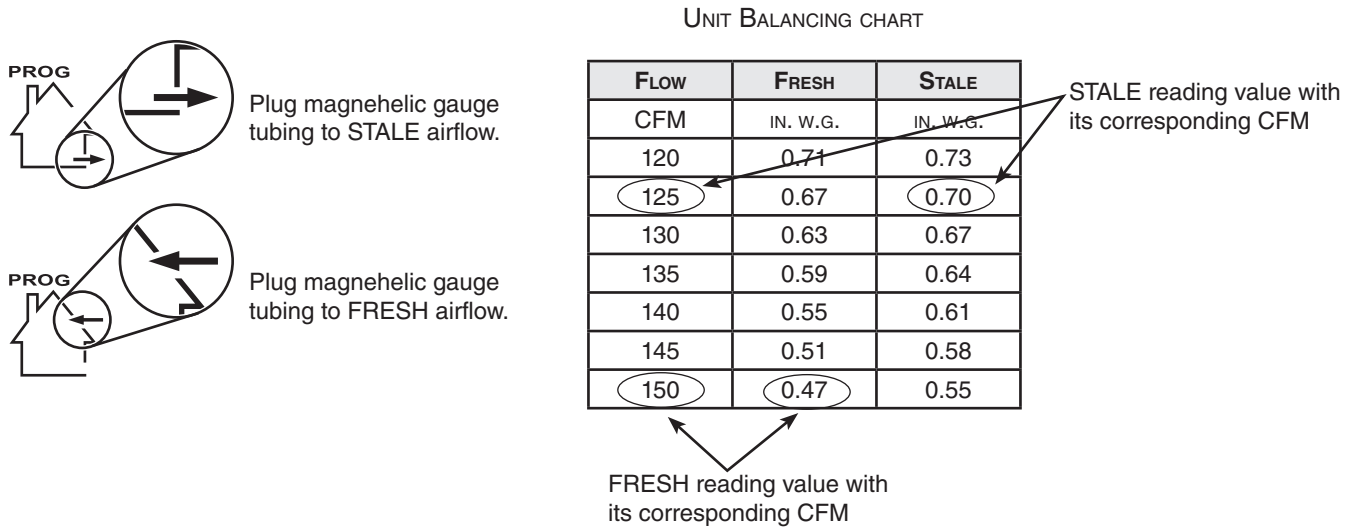 UNIT BALANCING CHART
PROG
Plug magnehelic gauge
tubing to STALE airflow.
PROG
Plug magnehelic gauge
tubing to FRESH airflow.
FLOW FRESH STALE
CFM IN. W.G. IN. W.G.
120 0.71 0.73
125 0.67 0.70
130 0.63 0.67
135 0.59 0.64
140 0.55 0.61
145 0.51 0.58
150 0.47 0.55
STALE reading value with
its corresponding CFM
FRESH reading value with
its corresponding CFM